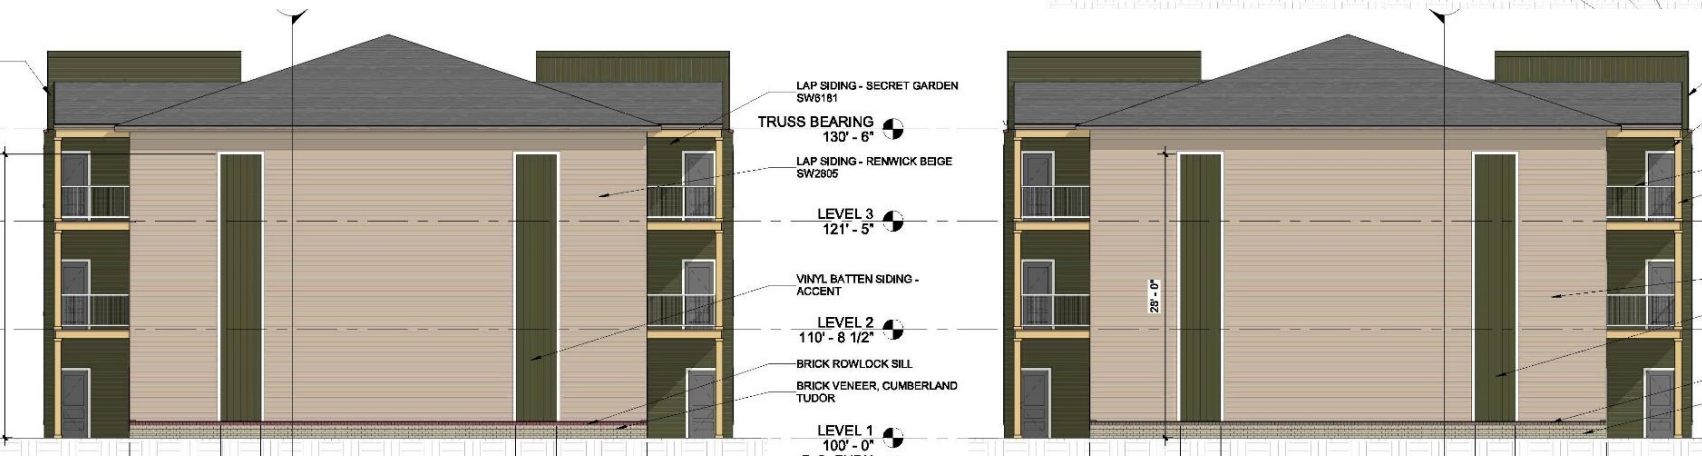 LAP SIDING - SECRET GARDEN
SW6181
TRUSS BEARING
130' - 6"
LAP SIDING - RENWICK BEIGE
SW2805
LEVEL 3
121' - 5"
VINYL BATTEN SIDING -
ACCENT
LEVEL 2
110' - 8 1/2"
BRICK ROWLOCK SILL
BRICK VENEER, CUMBERLAND
TUDOR
LEVEL 1
100' - 0"
28' - 0"